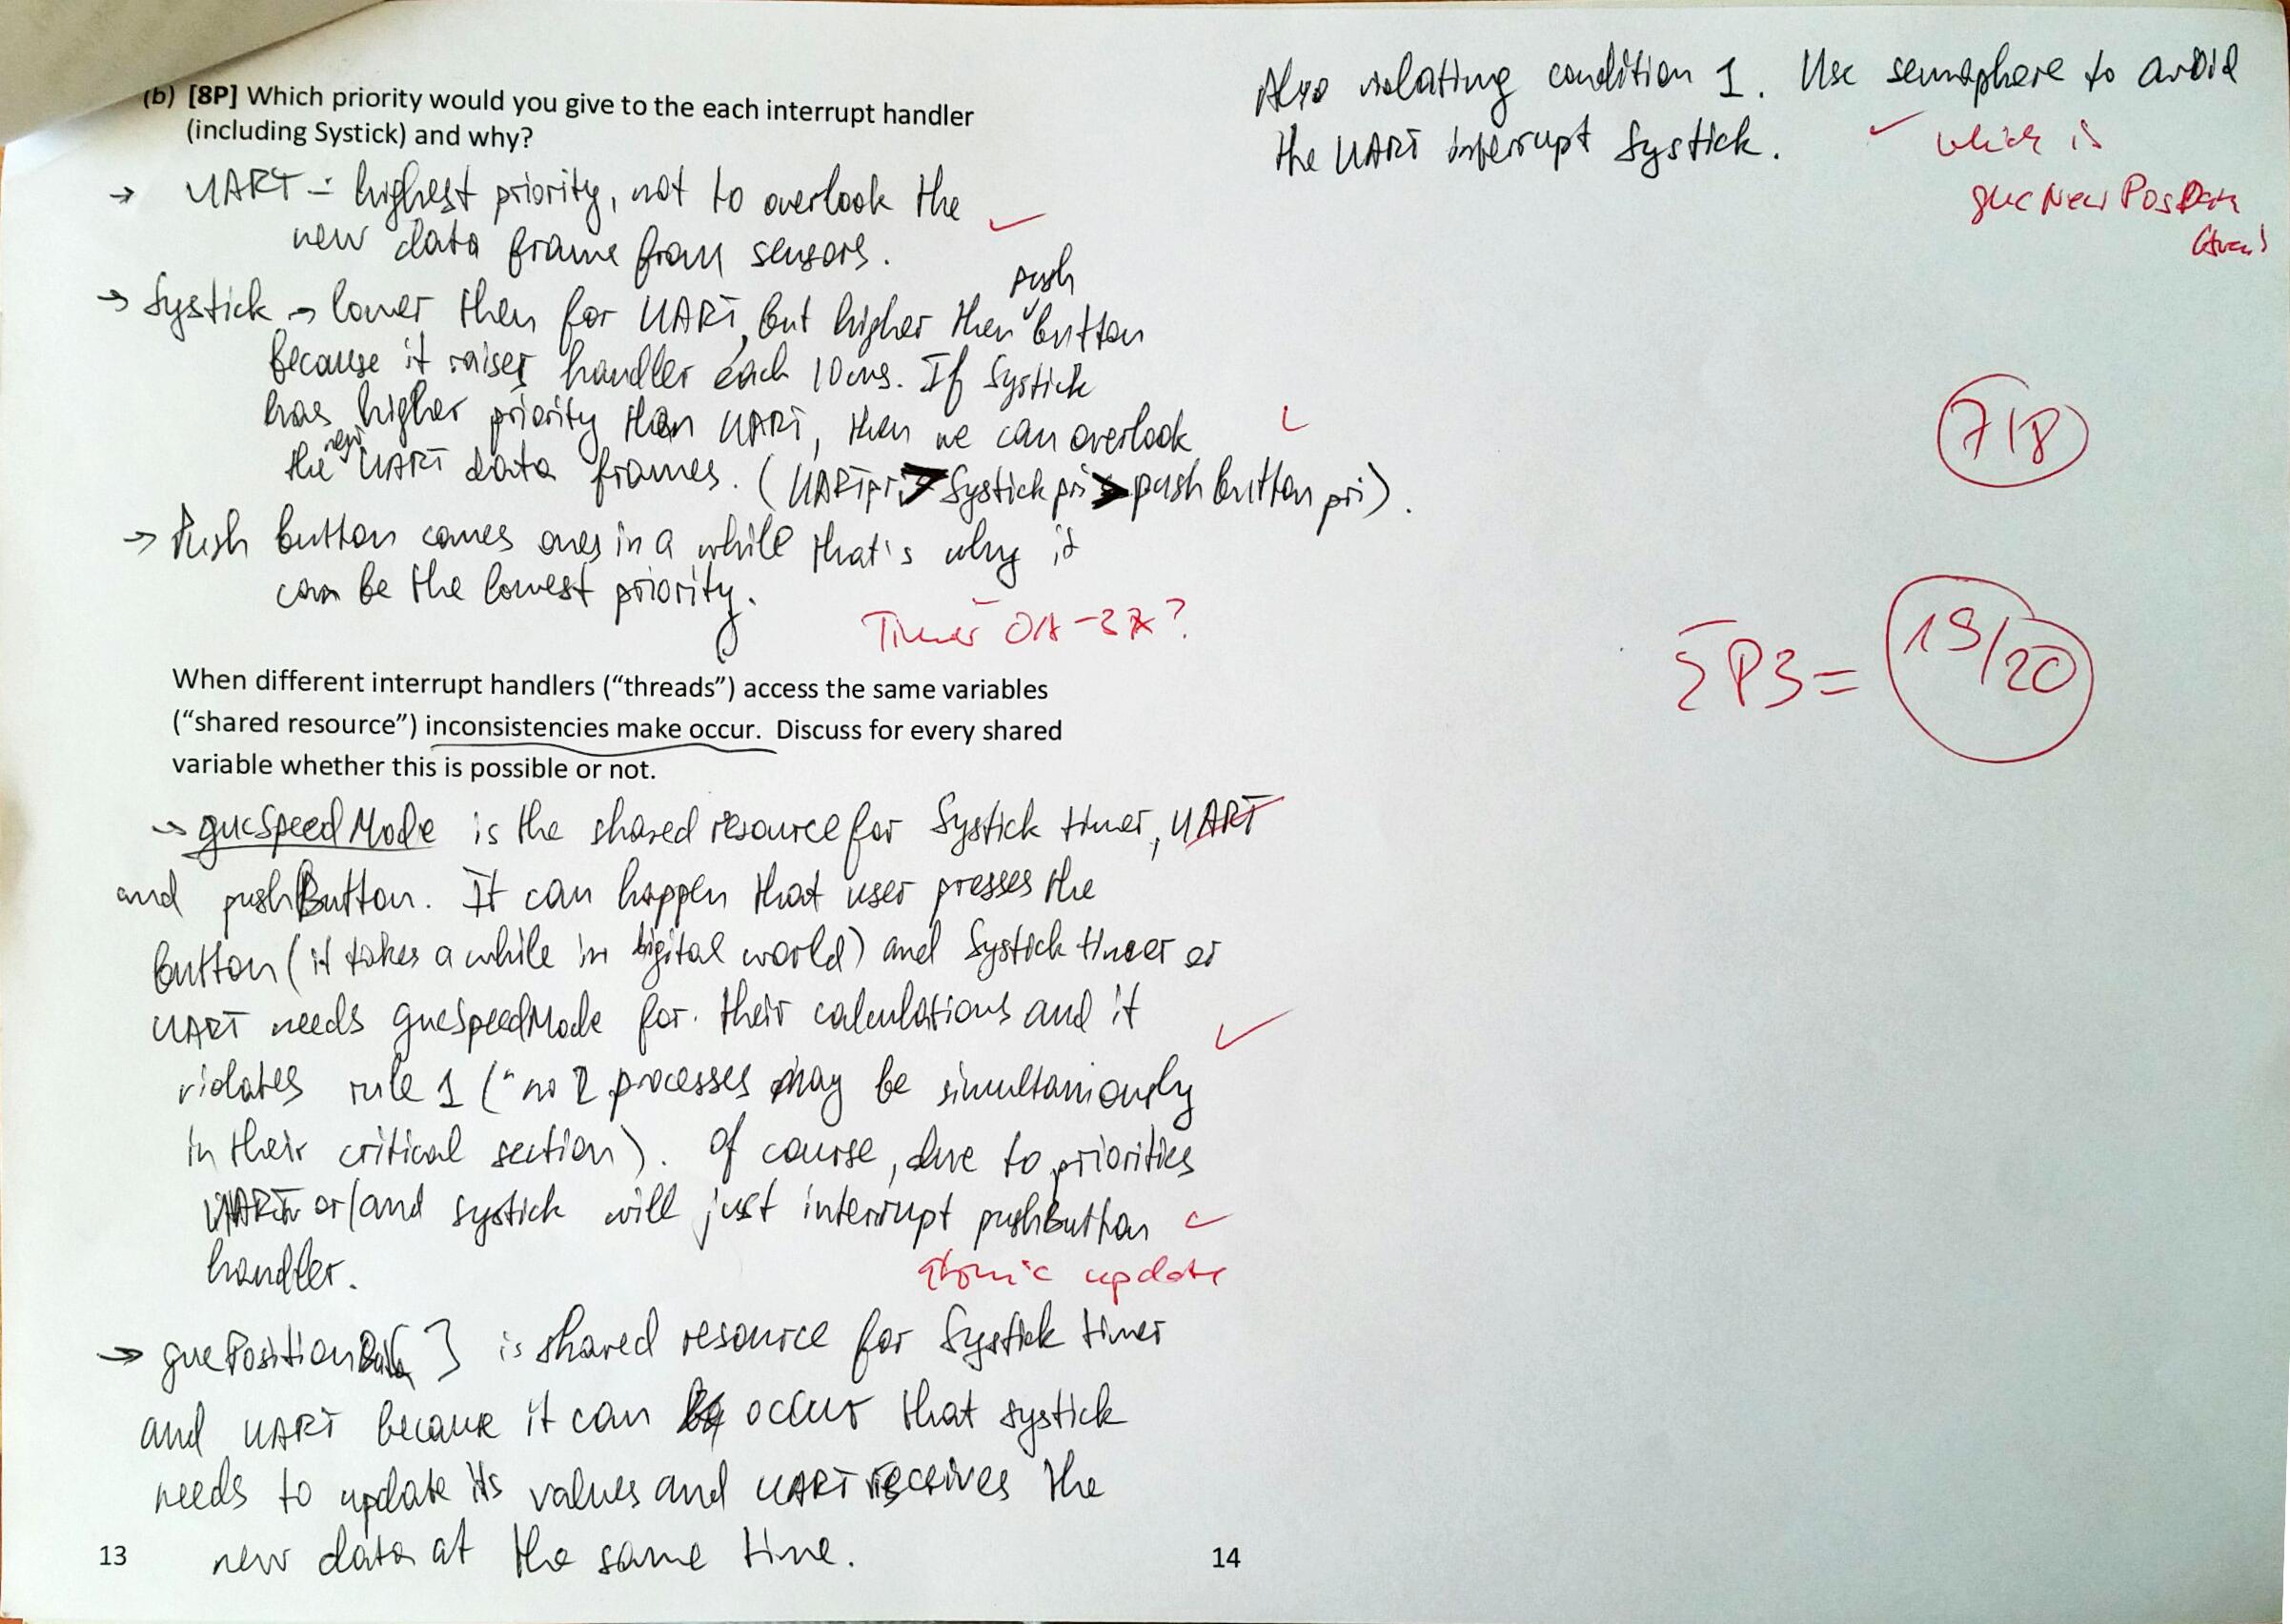 (b) [8P] Which priority would you give to the each interrupt handler
(including Systick) and why?
→ UART - highest priority, not to overlook the
new data frame from sensors.
push
→ Systick → lower then for UART, but higher then button
because it raises handler each 10ms. If Systick
has higher priority than UART, then we can overlook
new
the UART data frames. (UART pri > Systick pri > push button pri).
→ Push button comes ones in a while that's why it
can be the lowest priority.
Timer 0A-3A?
When different interrupt handlers (“threads”) access the same variables
(“shared resource”) inconsistencies make occur. Discuss for every shared
variable whether this is possible or not.
→ gucSpeedMode is the shared resource for Systick timer, UART
and pushButton. It can happen that user presses the
button (it takes a while in digital world) and Systick timer or
UART needs gucSpeedMode for. their calculations and it
violates rule 1 ("no 2 processes may be simultaniously
in their critical section). Of course, due to priorities
UART or/and systick will just interrupt pushButton
handler.
atomic update
→ gucPositionData[ ] is shared resource for Systick timer
and UART because it can occur that systick
needs to update its values and UART receives the
new data at the same time.
13
Also violating condition 1. Use semaphore to avoid
the UART interrupt Systick.
which is
gucNewPosData
7/8
ΣP3= 19/20
14